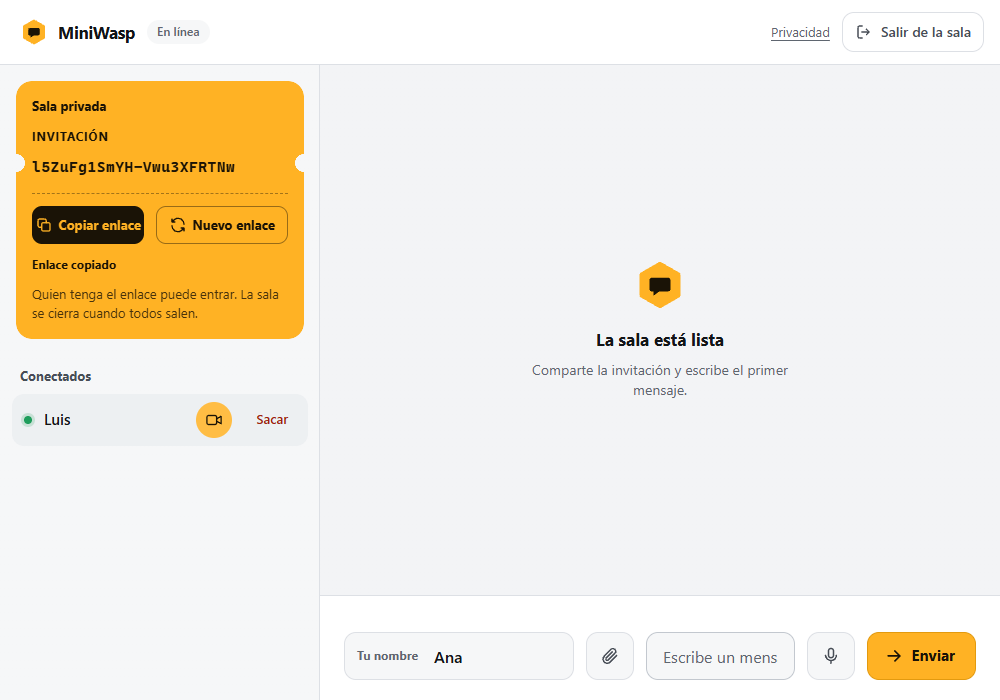 MiniWasp
En línea
Privacidad
Salir de la sala
Sala privada
INVITACIÓN
l5ZuFg1SmYH-Vwu3XFRTNw
Copiar enlace
Nuevo enlace
Enlace copiado
Quien tenga el enlace puede entrar. La sala
se cierra cuando todos salen.
Conectados
Luis
Sacar
La sala está lista
Comparte la invitación y escribe el primer
mensaje.
Tu nombre
Ana
Escribe un mens
Enviar